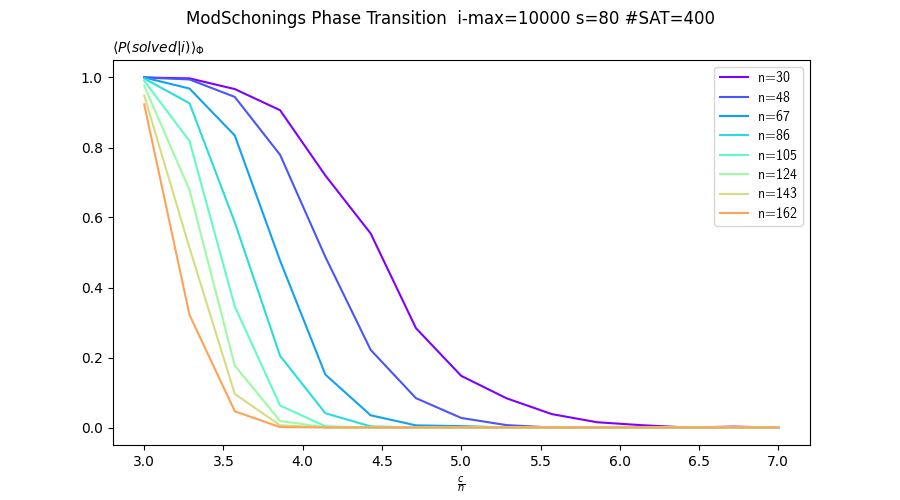 ModSchonings Phase Transition  i-max=10000 s=80 #SAT=400
⟨P(solved|i)⟩Φ
1.0
0.8
0.6
0.4
0.2
0.0
n=30
n=48
n=67
n=86
n=105
n=124
n=143
n=162
3.0 3.5 4.0 4.5 5.0 5.5 6.0 6.5 7.0
c/n